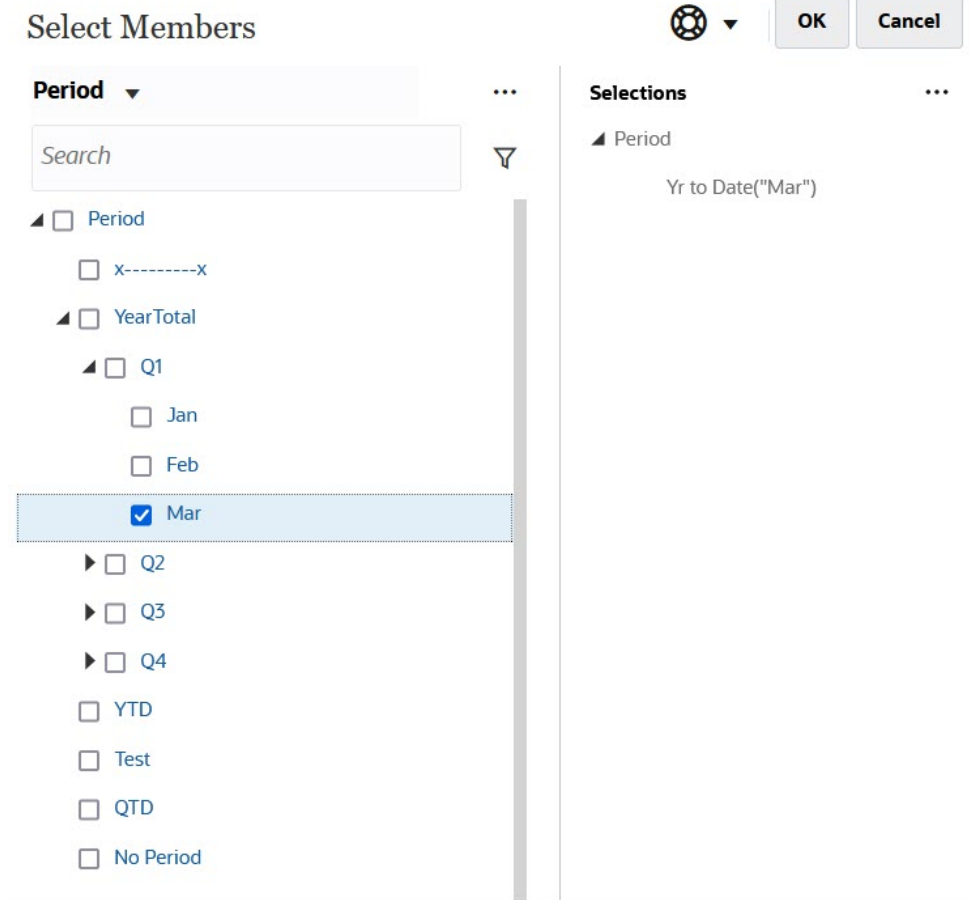 Select Members
OK
Cancel
Period
...
Search
Period
x---------x
YearTotal
Q1
Jan
Feb
Mar
Q2
Q3
Q4
YTD
Test
QTD
No Period
Selections
...
Period
Yr to Date("Mar")